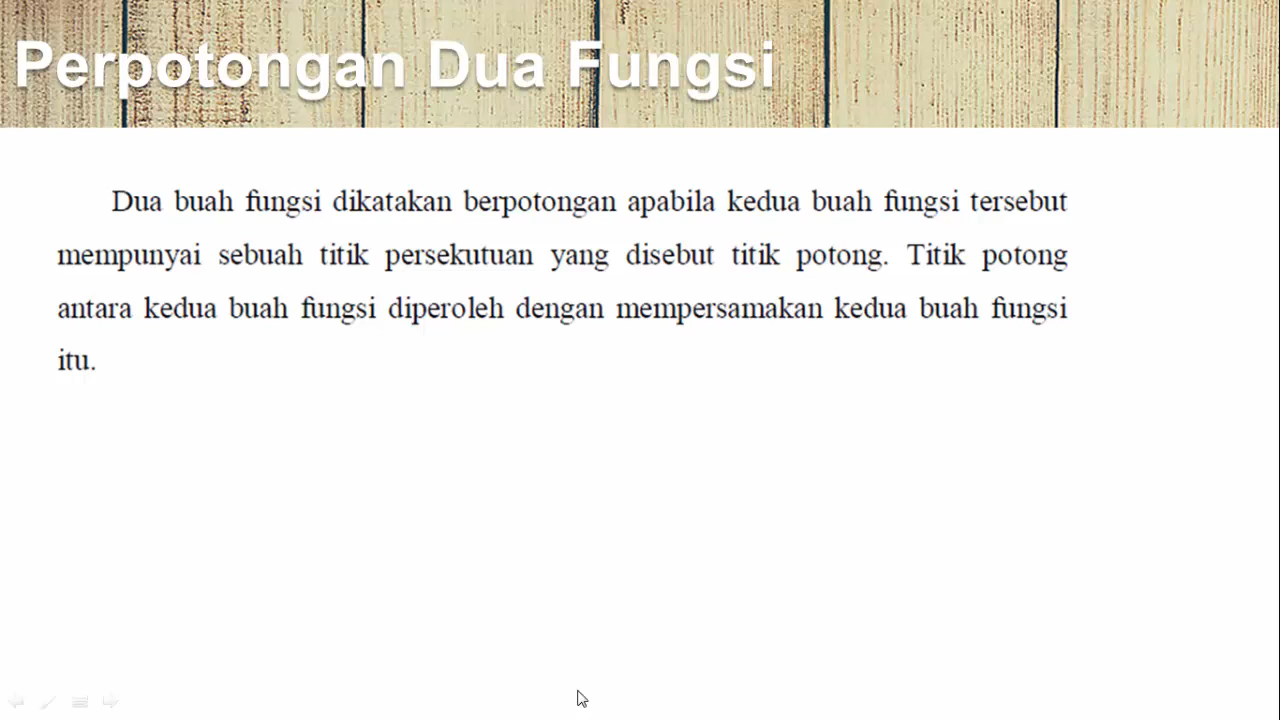 Perpotongan Dua Fungsi
Dua buah fungsi dikatakan berpotongan apabila kedua buah fungsi tersebut
mempunyai sebuah titik persekutuan yang disebut titik potong. Titik potong
antara kedua buah fungsi diperoleh dengan mempersamakan kedua buah fungsi
itu.